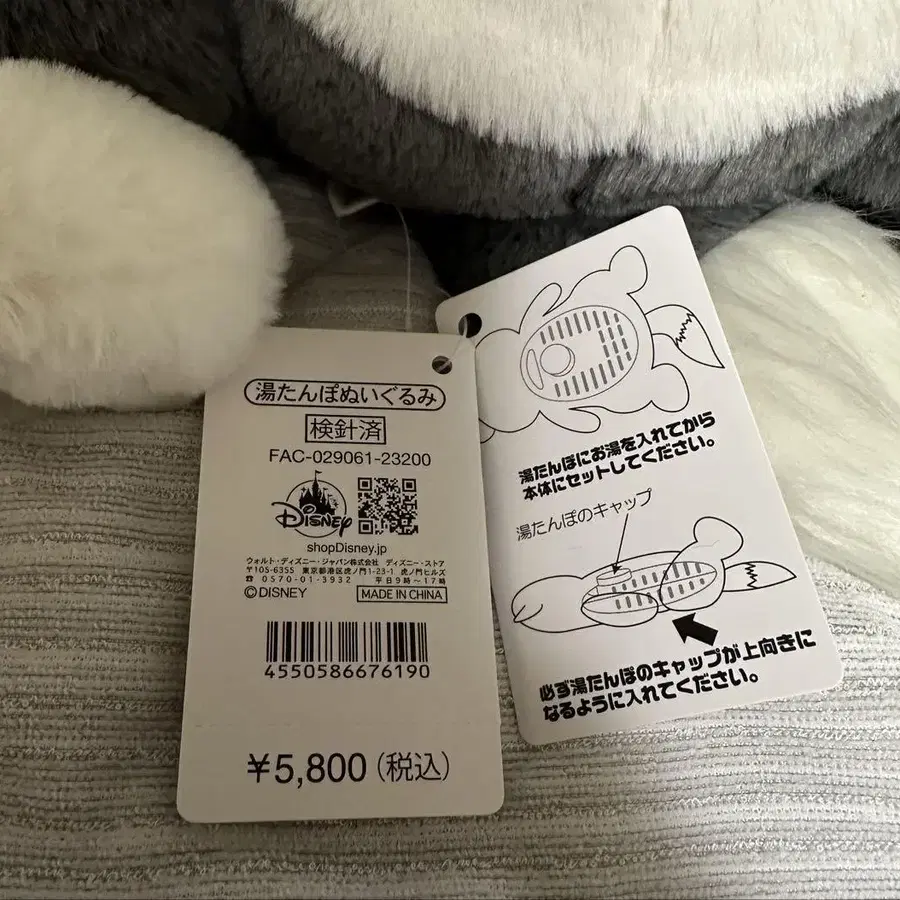 湯たんぽぬいぐるみ
検針済
FAC-029061-23200
DISNEY
shopDisney.jp
ウォルト・ディズニー・ジャパン株式会社 ディズニーストア
〒105-6355 東京都港区虎ノ門1-23-1 虎ノ門ヒルズ
☎ 0570-01-3932 平日9時～17時
©DISNEY MADE IN CHINA
4550586676190
¥5,800(税込)
湯たんぽにお湯を入れてから
本体にセットしてください。
湯たんぽのキャップ
必ず湯たんぽのキャップが上向きに
なるように入れてください。